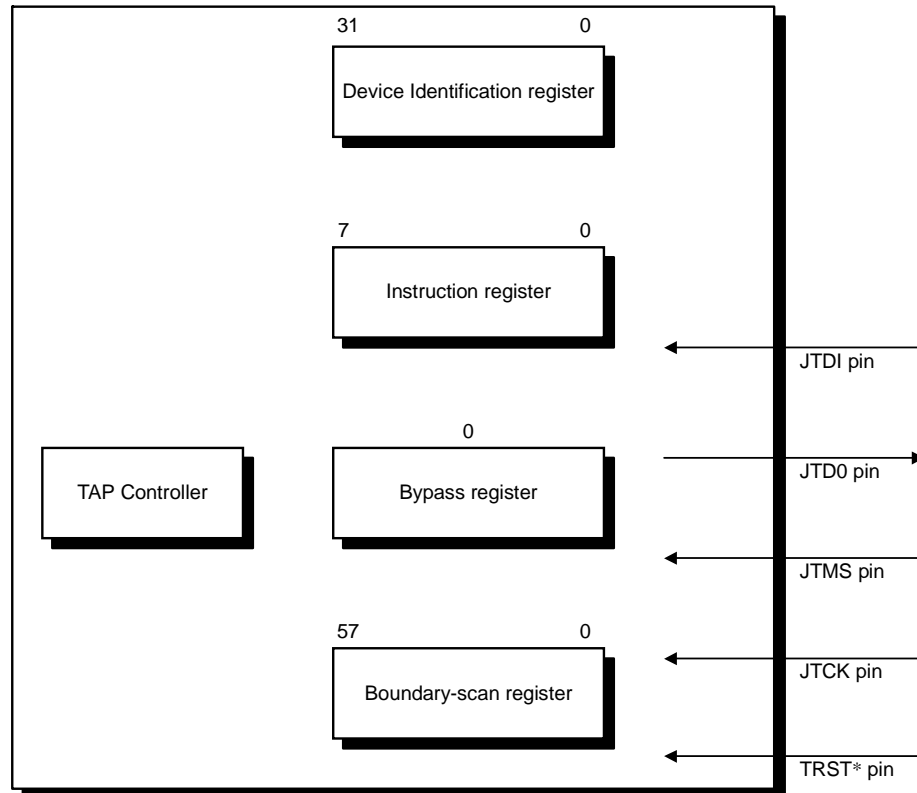 31 0
Device Identification register
7 0
Instruction register
JTDI pin
0
TAP Controller
Bypass register
JTD0 pin
JTMS pin
57 0
Boundary-scan register
JTCK pin
TRST* pin